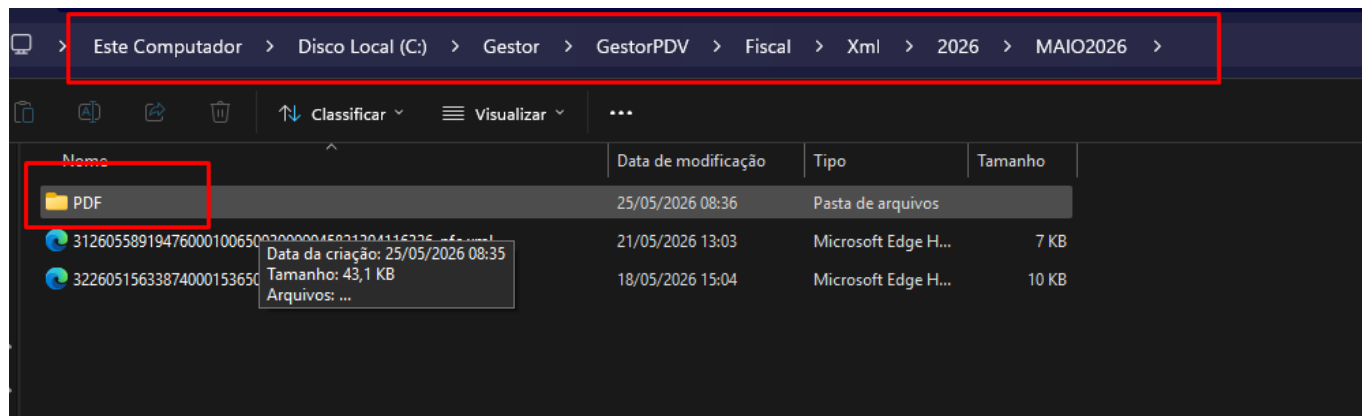 Este Computador > Disco Local (C:) > Gestor > GestorPDV > Fiscal > Xml > 2026 > MAIO2026 >
Classificar Visualizar ...
Nome Data de modificação Tipo Tamanho
PDF 25/05/2026 08:36 Pasta de arquivos
21/05/2026 13:03 Microsoft Edge H... 7 KB
Data da criação: 25/05/2026 08:35
18/05/2026 15:04 Microsoft Edge H... 10 KB
Tamanho: 43,1 KB
Arquivos: ...